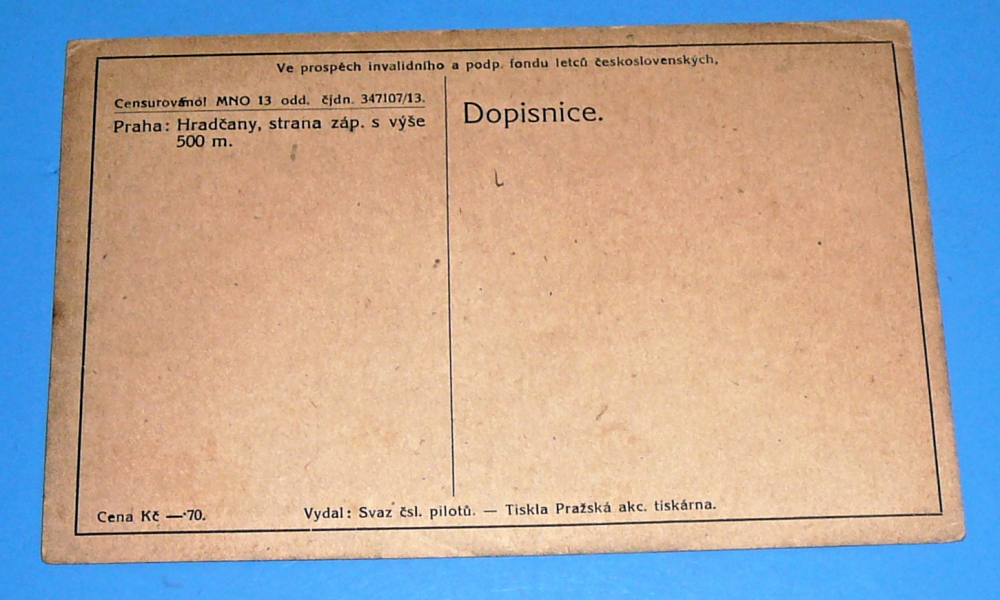 Ve prospěch invalidního a podp. fondu letců československých,
Censurováno! MNO 13 odd. čjdn. 347107/13.
Praha: Hradčany, strana záp. s výše
500 m.
Dopisnice.
Cena Kč —·70.
Vydal: Svaz čsl. pilotů. — Tiskla Pražská akc. tiskárna.